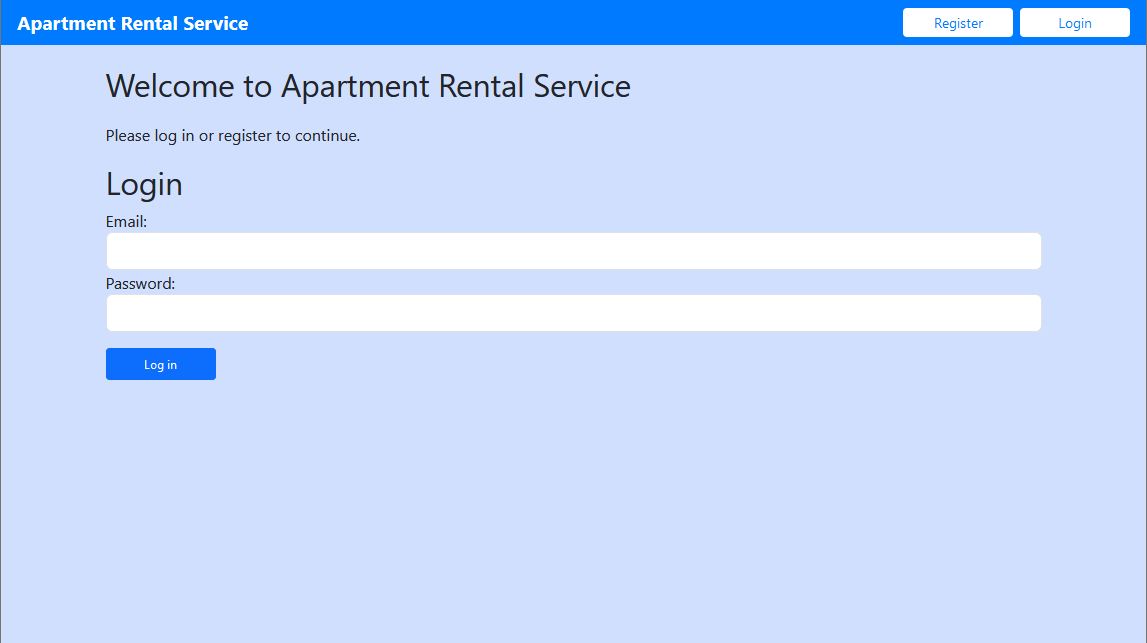 Apartment Rental Service
Register
Login
Welcome to Apartment Rental Service
Please log in or register to continue.
Login
Email:
Password:
Log in